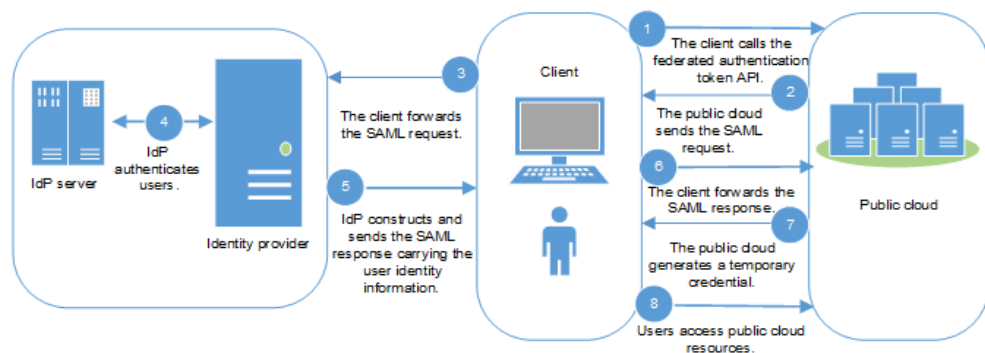 1
The client calls the
federated authentication
token API.
2
The public cloud
sends the SAML
request.
3
The client forwards
the SAML request.
Client
4
IdP
authenticates
users.
IdP server
Identity provider
5
IdP constructs and
sends the SAML
response carrying the
user identity
information.
6
The client forwards the
SAML response.
7
The public cloud
generates a temporary
credential.
8
Users access public cloud
resources.
Public cloud